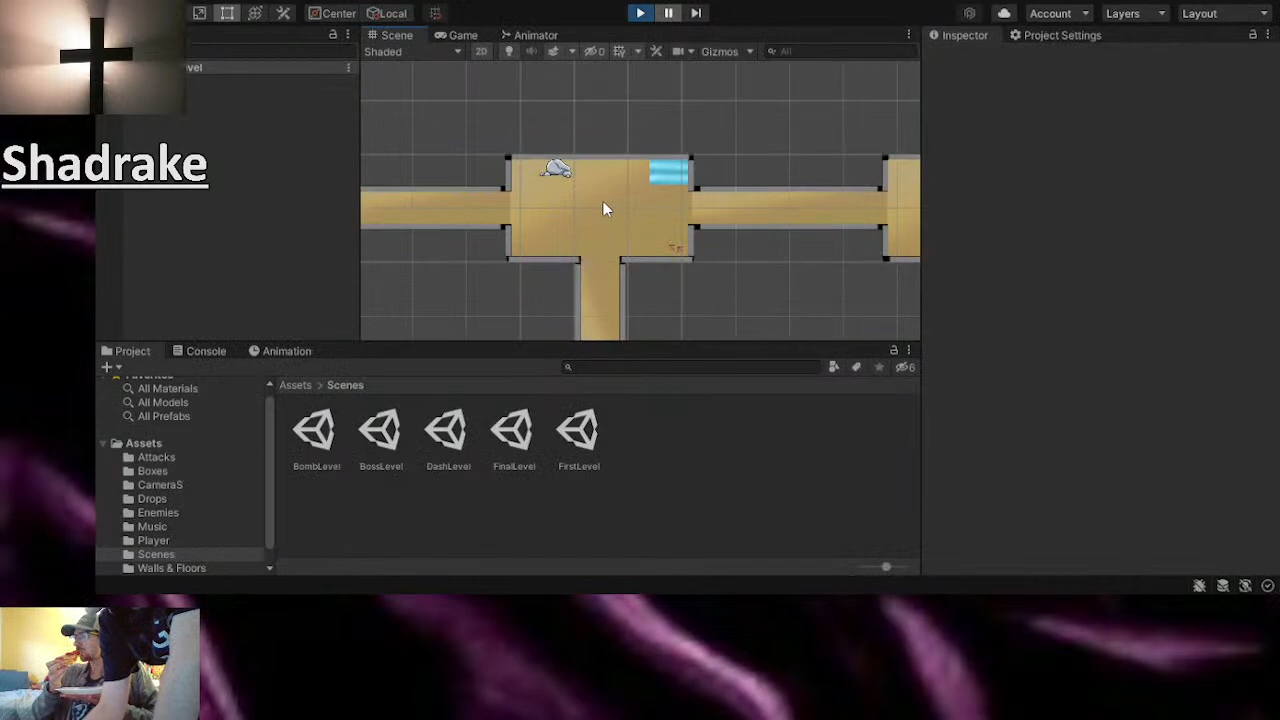 Center
Local
Account
Layers
Layout
Scene
Game
Animator
Inspector
Project Settings
Shaded
2D
0
Gizmos
All
vel
Shadrake
Project
Console
Animation
6
All Materials
All Models
All Prefabs
Assets > Scenes
Assets
Attacks
Boxes
CameraS
Drops
Enemies
Music
Player
Scenes
Walls & Floors
BombLevel
BossLevel
DashLevel
FinalLevel
FirstLevel